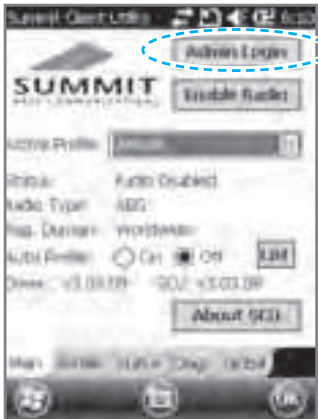 Summit Client Utility
Admin Login
SUMMIT
Enable Radio
Active Profile:
Status: Radio Disabled
Radio Type: ABG
Reg. Domain: Worldwide
Auto Profile: On Off List
Driver: v3.03.09 SCU: v3.03.09
About SCU
Main Profile Status Diags Global
OK